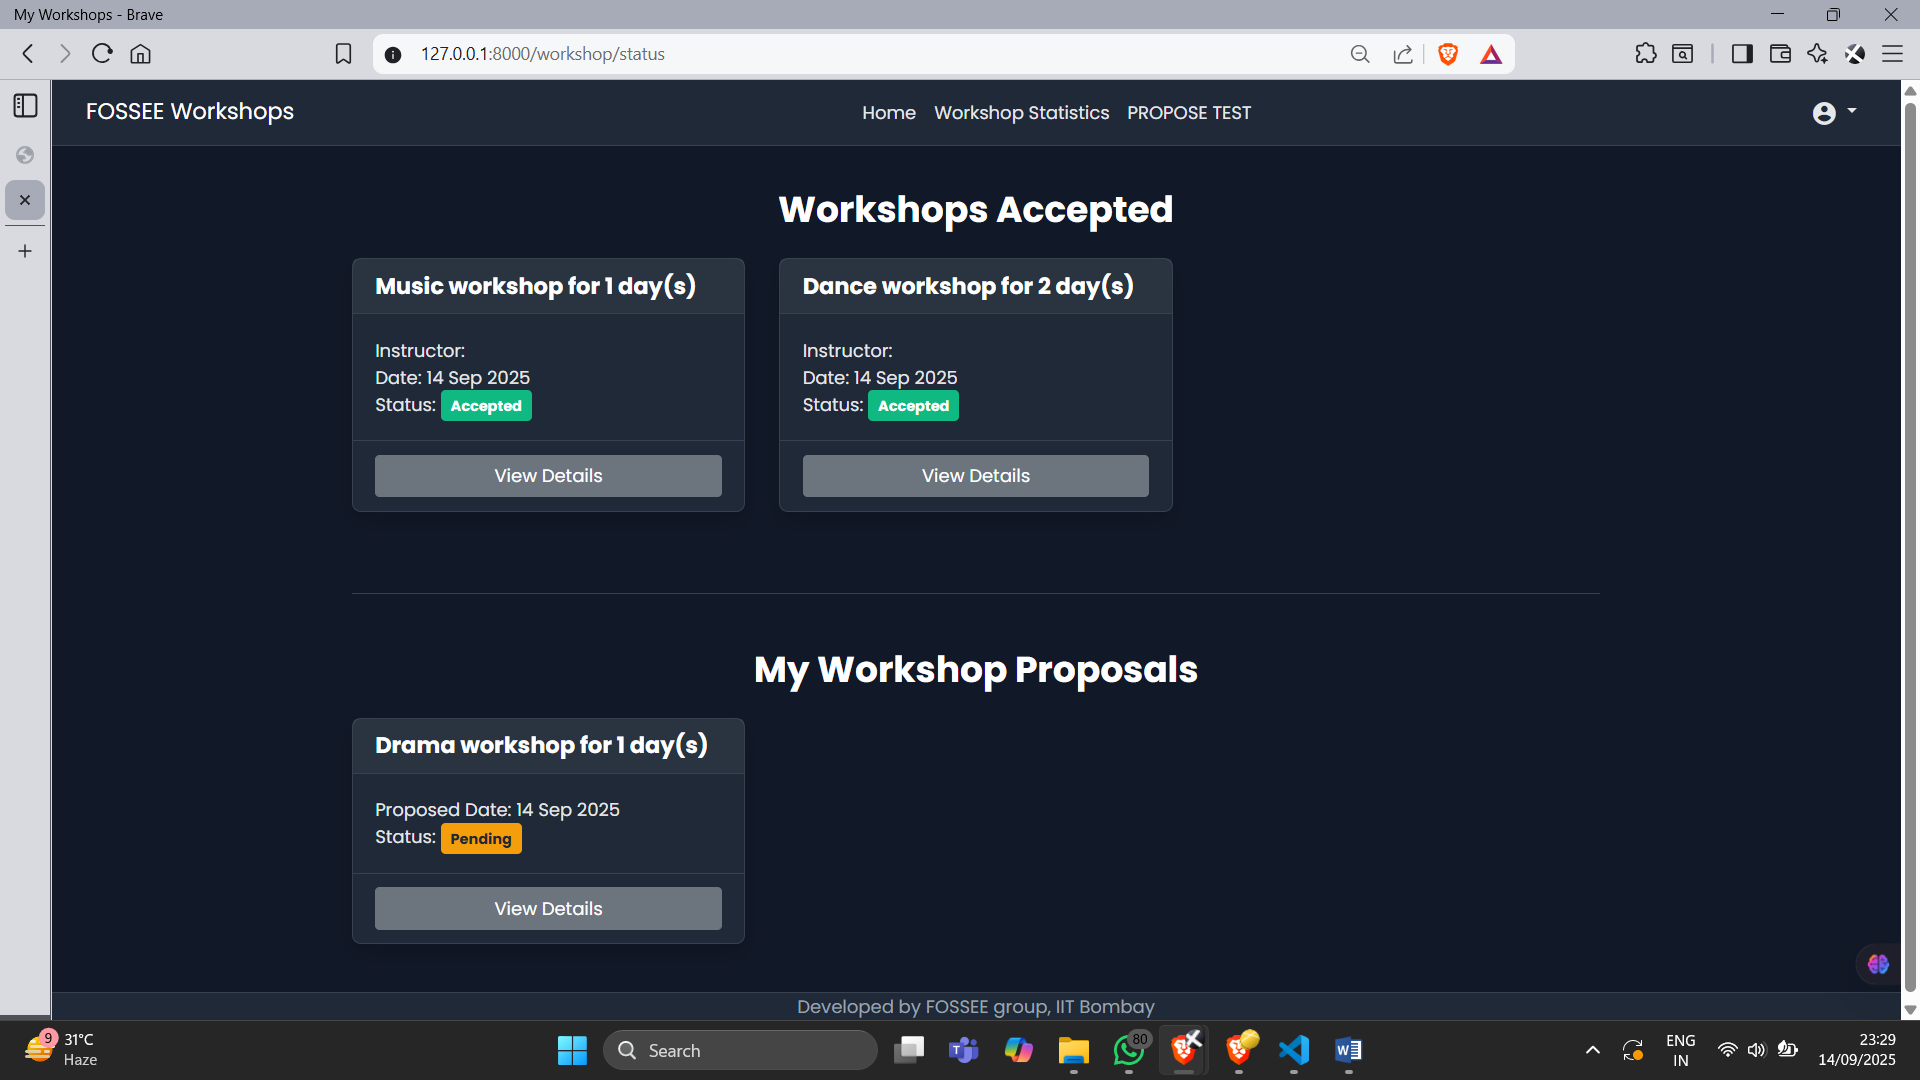 My Workshops - Brave
127.0.0.1:8000/workshop/status
FOSSEE Workshops
Home
Workshop Statistics
PROPOSE TEST
Workshops Accepted
Music workshop for 1 day(s)
Instructor:
Date: 14 Sep 2025
Status: Accepted
View Details
Dance workshop for 2 day(s)
Instructor:
Date: 14 Sep 2025
Status: Accepted
View Details
My Workshop Proposals
Drama workshop for 1 day(s)
Proposed Date: 14 Sep 2025
Status: Pending
View Details
Developed by FOSSEE group, IIT Bombay
9
31°C
Haze
Search
80
ENG
IN
23:29
14/09/2025